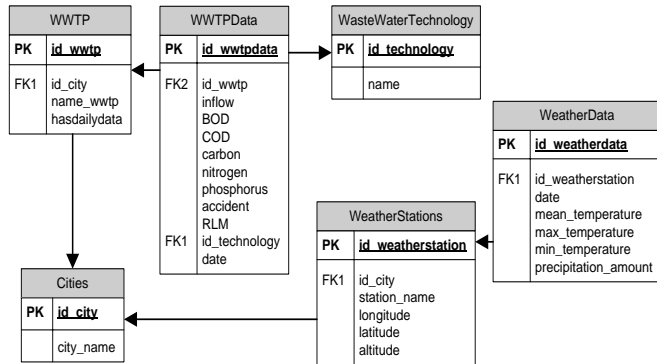 WWTP
PK id_wwtp
FK1 id_city
name_wwtp
hasdailydata
WWTPData
PK id_wwtpdata
FK2 id_wwtp
inflow
BOD
COD
carbon
nitrogen
phosphorus
accident
RLM
FK1 id_technology
date
WasteWaterTechnology
PK id_technology
name
WeatherData
PK id_weatherdata
FK1 id_weatherstation
date
mean_temperature
max_temperature
min_temperature
precipitation_amount
WeatherStations
PK id_weatherstation
FK1 id_city
station_name
longitude
latitude
altitude
Cities
PK id_city
city_name